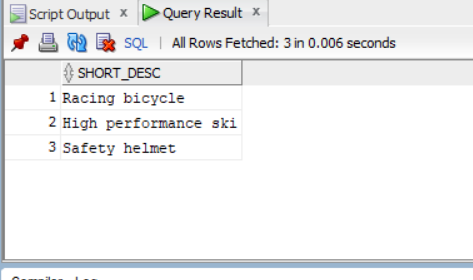 Script Output x Query Result x
SQL | All Rows Fetched: 3 in 0.006 seconds
SHORT_DESC
1 Racing bicycle
2 High performance ski
3 Safety helmet